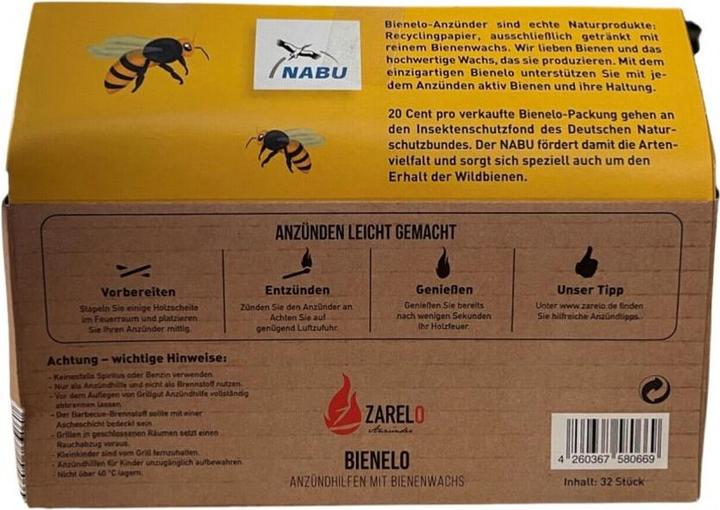 NABU
Bienelo-Anzünder sind echte Naturprodukte:
Recyclingpapier, ausschließlich getränkt mit
reinem Bienenwachs. Wir lieben Bienen und das
hochwertige Wachs, das sie produzieren. Mit dem
einzigartigen Bienelo unterstützen Sie mit je-
dem Anzünden aktiv Bienen und ihre Haltung.
20 Cent pro verkaufte Bienelo-Packung gehen an
den Insektenschutzfond des Deutschen Natur-
schutzbundes. Der NABU fördert damit die Arten-
vielfalt und sorgt sich speziell auch um den
Erhalt der Wildbienen.
ANZÜNDEN LEICHT GEMACHT
Vorbereiten
Stapeln Sie einige Holzscheite
im Feuerraum und platzieren
Sie Ihren Anzünder mittig.
Entzünden
Zünden Sie den Anzünder an
Achten Sie auf
genügend Luftzufuhr.
Genießen
Genießen Sie bereits
nach wenigen Sekunden
Ihr Holzfeuer.
Unser Tipp
Unter www.zarelo.de finden
Sie hilfreiche Anzündtipps.
Achtung – wichtige Hinweise:
- Keinesfalls Spiritus oder Benzin verwenden.
- Nur als Anzündhilfe und nicht als Brennstoff nutzen.
- Vor dem Auflegen von Grillgut Anzündhilfe vollständig
abbrennen lassen.
- Der Barbecue-Brennstoff sollte mit einer
Ascheschicht bedeckt sein.
- Grillen in geschlossenen Räumen setzt einen
Rauchabzug voraus.
- Kleinkinder sind vom Grill fernzuhalten.
- Anzündhilfen für Kinder unzugänglich aufbewahren.
- Nicht über 40 °C lagern.
ZARELO
Anzünder
BIENELO
ANZÜNDHILFEN MIT BIENENWACHS
4 260367 580669
Inhalt: 32 Stück